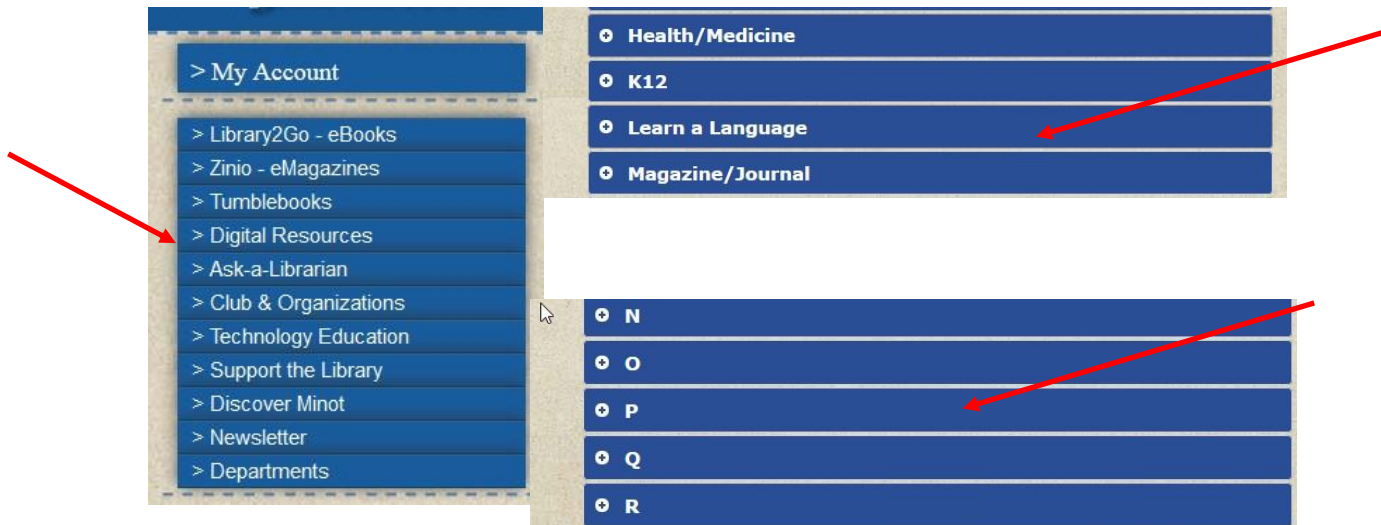 > My Account
> Library2Go - eBooks
> Zinio - eMagazines
> Tumblebooks
> Digital Resources
> Ask-a-Librarian
> Club & Organizations
> Technology Education
> Support the Library
> Discover Minot
> Newsletter
> Departments
Health/Medicine
K12
Learn a Language
Magazine/Journal
N
O
P
Q
R